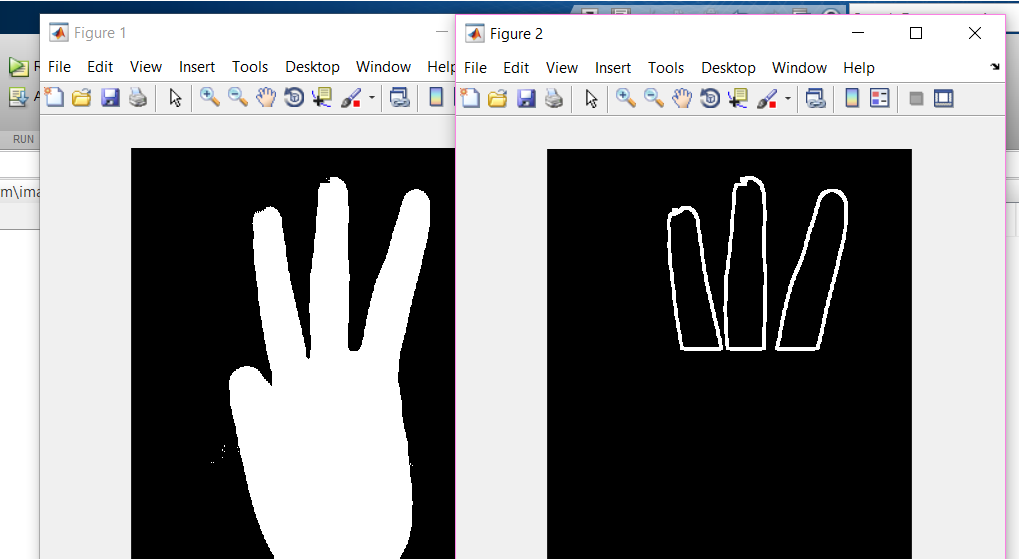 Figure 1
File Edit View Insert Tools Desktop Window Help
Figure 2
File Edit View Insert Tools Desktop Window Help
RUN
m\ima